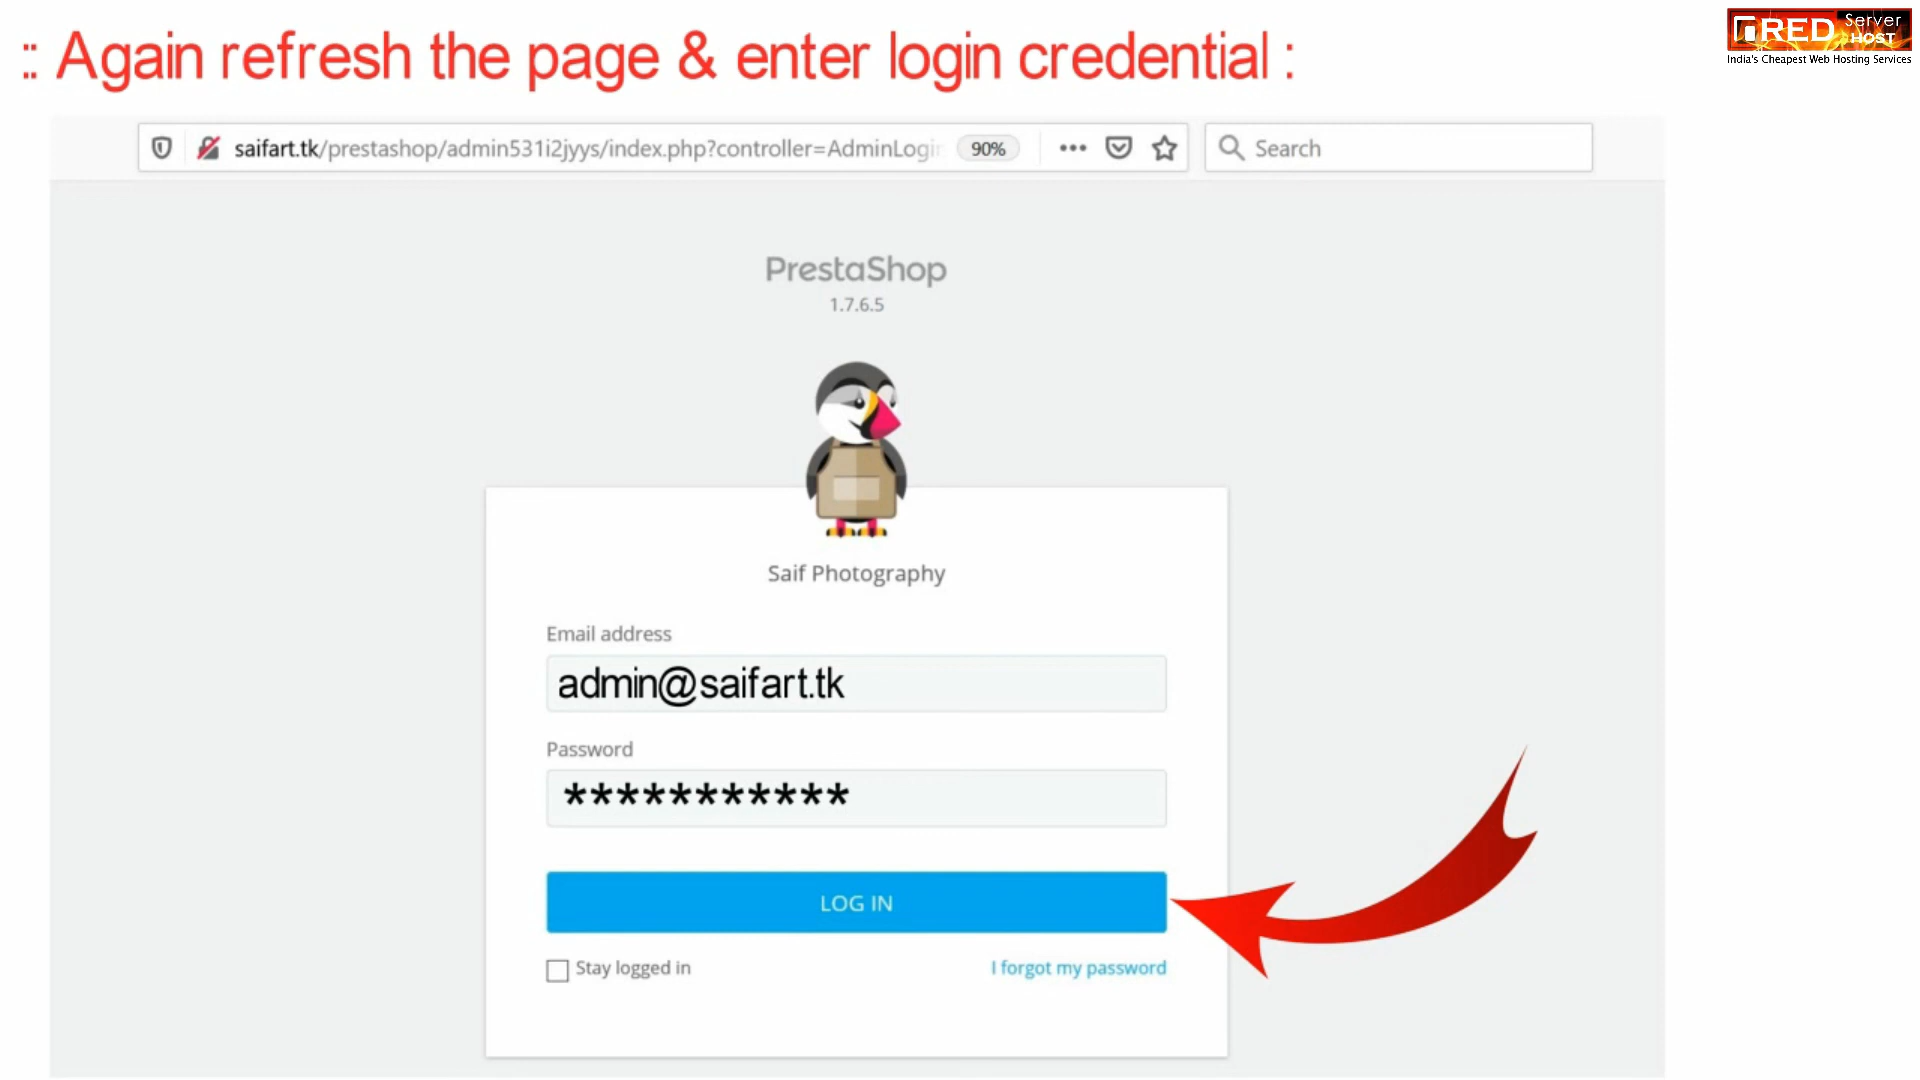 :: Again refresh the page & enter login credential :
RED Server HOST
India's Cheapest Web Hosting Services
saifart.tk/prestashop/admin531i2jyys/index.php?controller=AdminLogin 90% ••• Search
PrestaShop
1.7.6.5
Saif Photography
Email address
admin@saifart.tk
Password
***********
LOG IN
Stay logged in I forgot my password